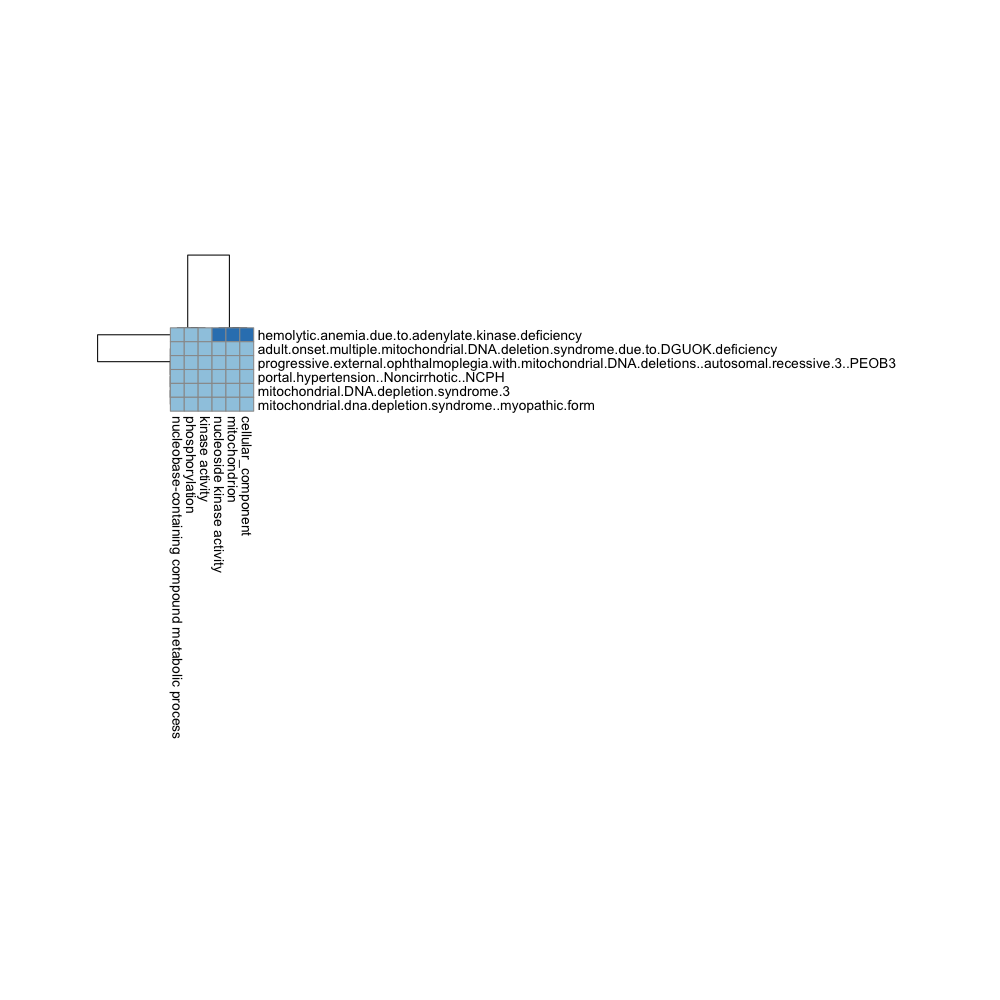 hemolytic.anemia.due.to.adenylate.kinase.deficiency
adult.onset.multiple.mitochondrial.DNA.deletion.syndrome.due.to.DGUOK.deficiency
progressive.external.ophthalmoplegia.with.mitochondrial.DNA.deletions..autosomal.recessive.3..PEOB3
portal.hypertension..Noncirrhotic..NCPH
mitochondrial.DNA.depletion.syndrome.3
mitochondrial.dna.depletion.syndrome..myopathic.form
nucleobase-containing compound metabolic process
phosphorylation
kinase activity
nucleoside kinase activity
mitochondrion
cellular_component